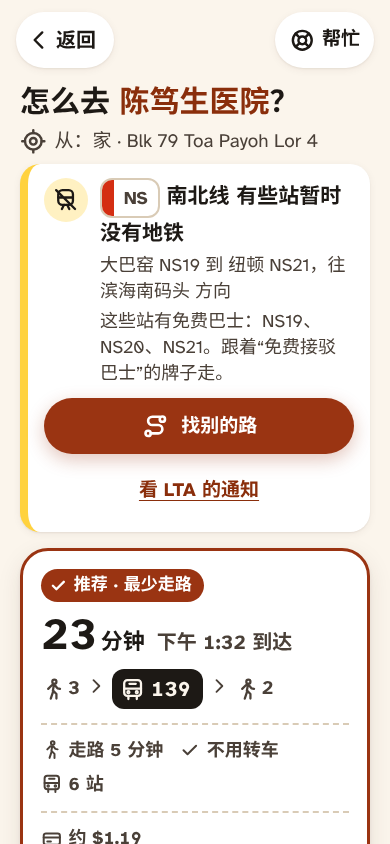 返回
帮忙
怎么去 陈笃生医院?
从：家 · Blk 79 Toa Payoh Lor 4
NS 南北线 有些站暂时
没有地铁
大巴窑 NS19 到 纽顿 NS21，往
滨海南码头 方向
这些站有免费巴士：NS19、
NS20、NS21。跟着“免费接驳
巴士”的牌子走。
找别的路
看 LTA 的通知
推荐 · 最少走路
23 分钟 下午 1:32 到达
3 139 2
走路 5 分钟 不用转车
6 站
约 $1.19